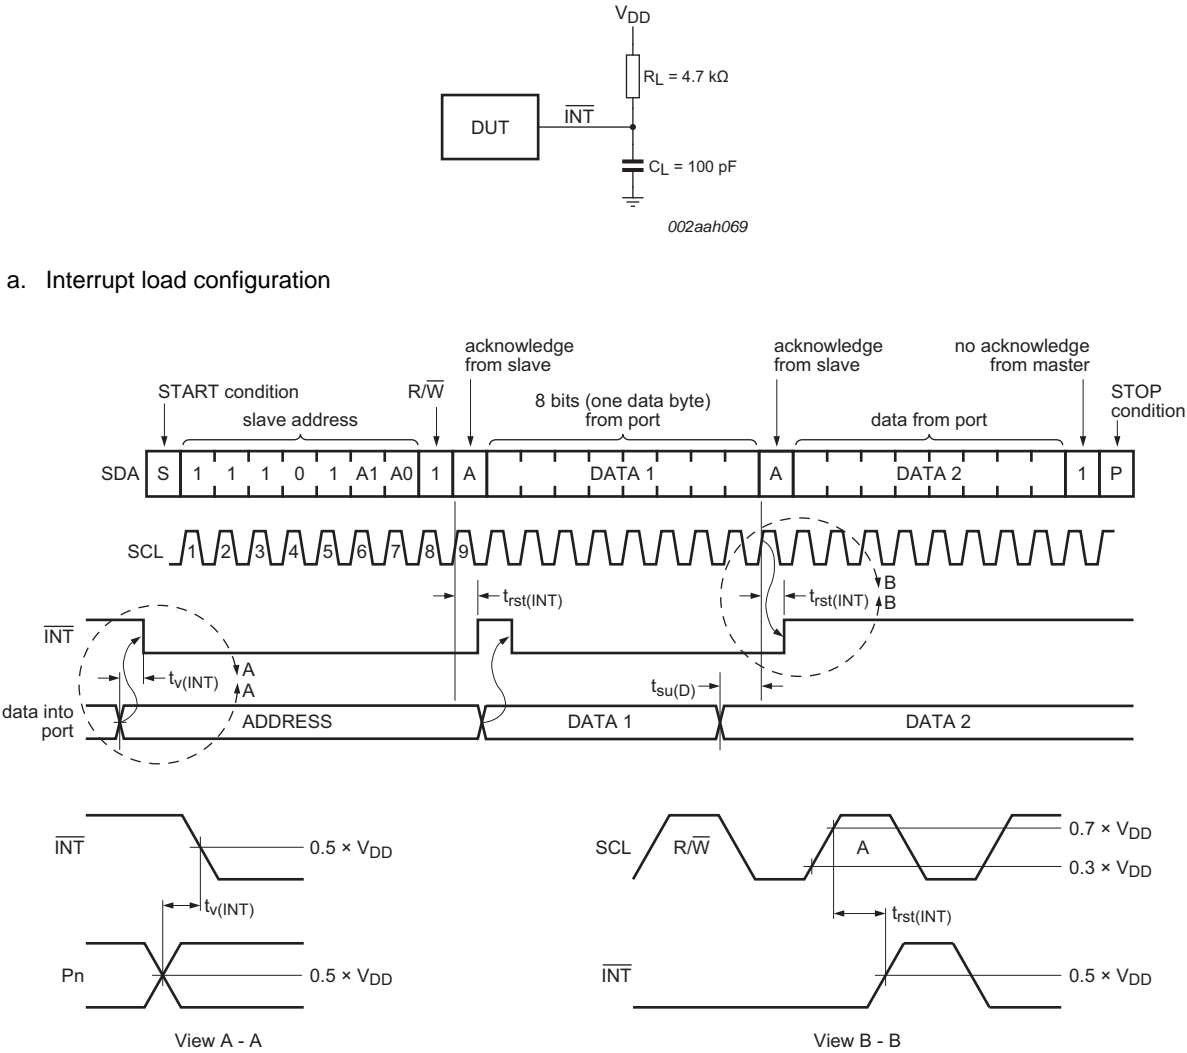 VDD
RL = 4.7 kΩ
DUT
INT
CL = 100 pF
002aah069
a. Interrupt load configuration
acknowledge
from slave
acknowledge
from slave
no acknowledge
from master
START condition
R/W
8 bits (one data byte)
from port
STOP
condition
slave address
data from port
SDA S 1 1 1 0 1 A1 A0 1 A DATA 1 A DATA 2 1 P
SCL 1 2 3 4 5 6 7 8 9
B
B
trst(INT)
trst(INT)
INT
A
A
tv(INT)
tsu(D)
data into
port
ADDRESS
DATA 1
DATA 2
INT
0.5 × VDD
tv(INT)
Pn
0.5 × VDD
View A - A
SCL
R/W
A
0.7 × VDD
0.3 × VDD
trst(INT)
INT
0.5 × VDD
View B - B